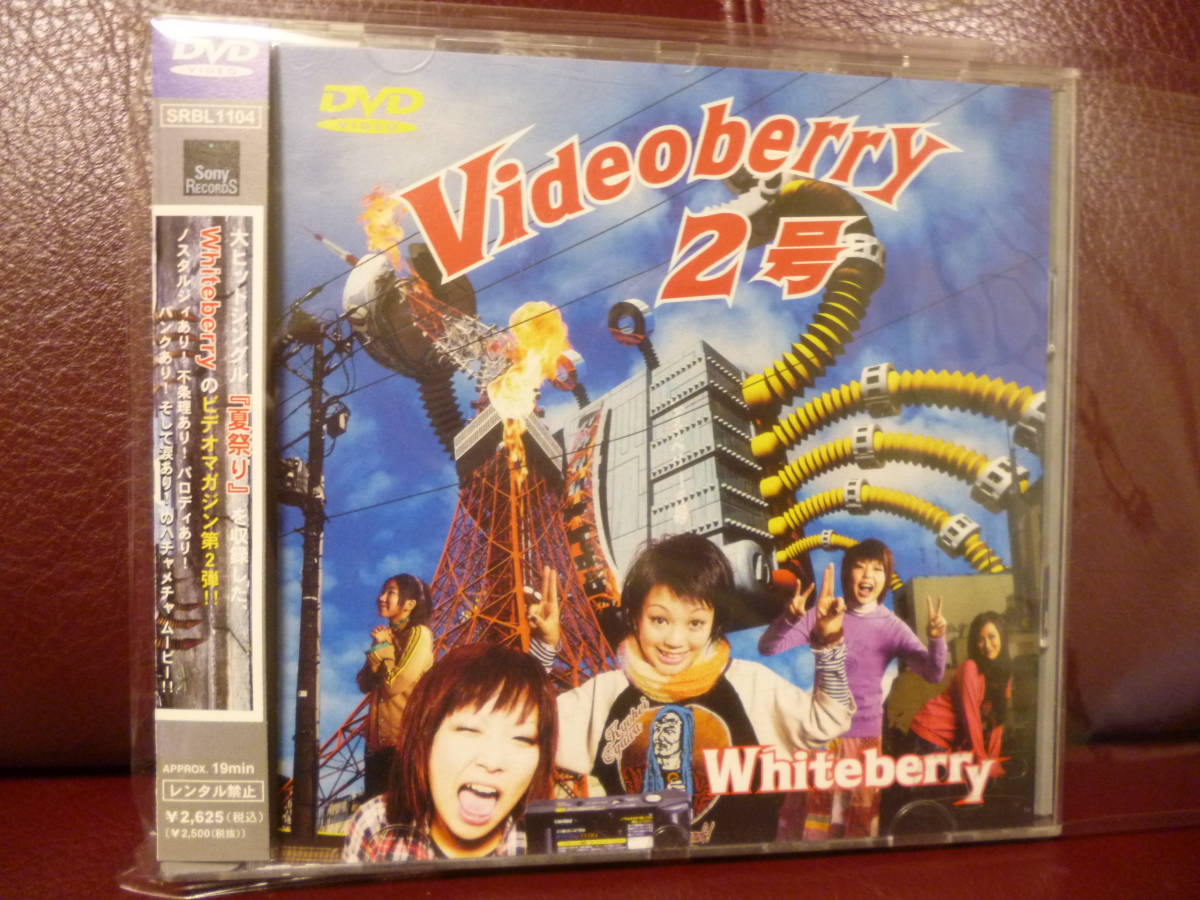 DVD
VIDEO
SRBL1104
Sony
RECORDS
大ヒットシングル『夏祭り』を収録した、
Whiteberryのビデオマガジン第2弾!!
ノスタルジィあり!不条理あり!パロディあり!
パンクあり!そして涙あり!のハチャメチャムービー!!
APPROX. 19min
レンタル禁止
¥2,625(税込)
(¥2,500(税抜))
DVD
VIDEO
Videoberry
2号
Whiteberry